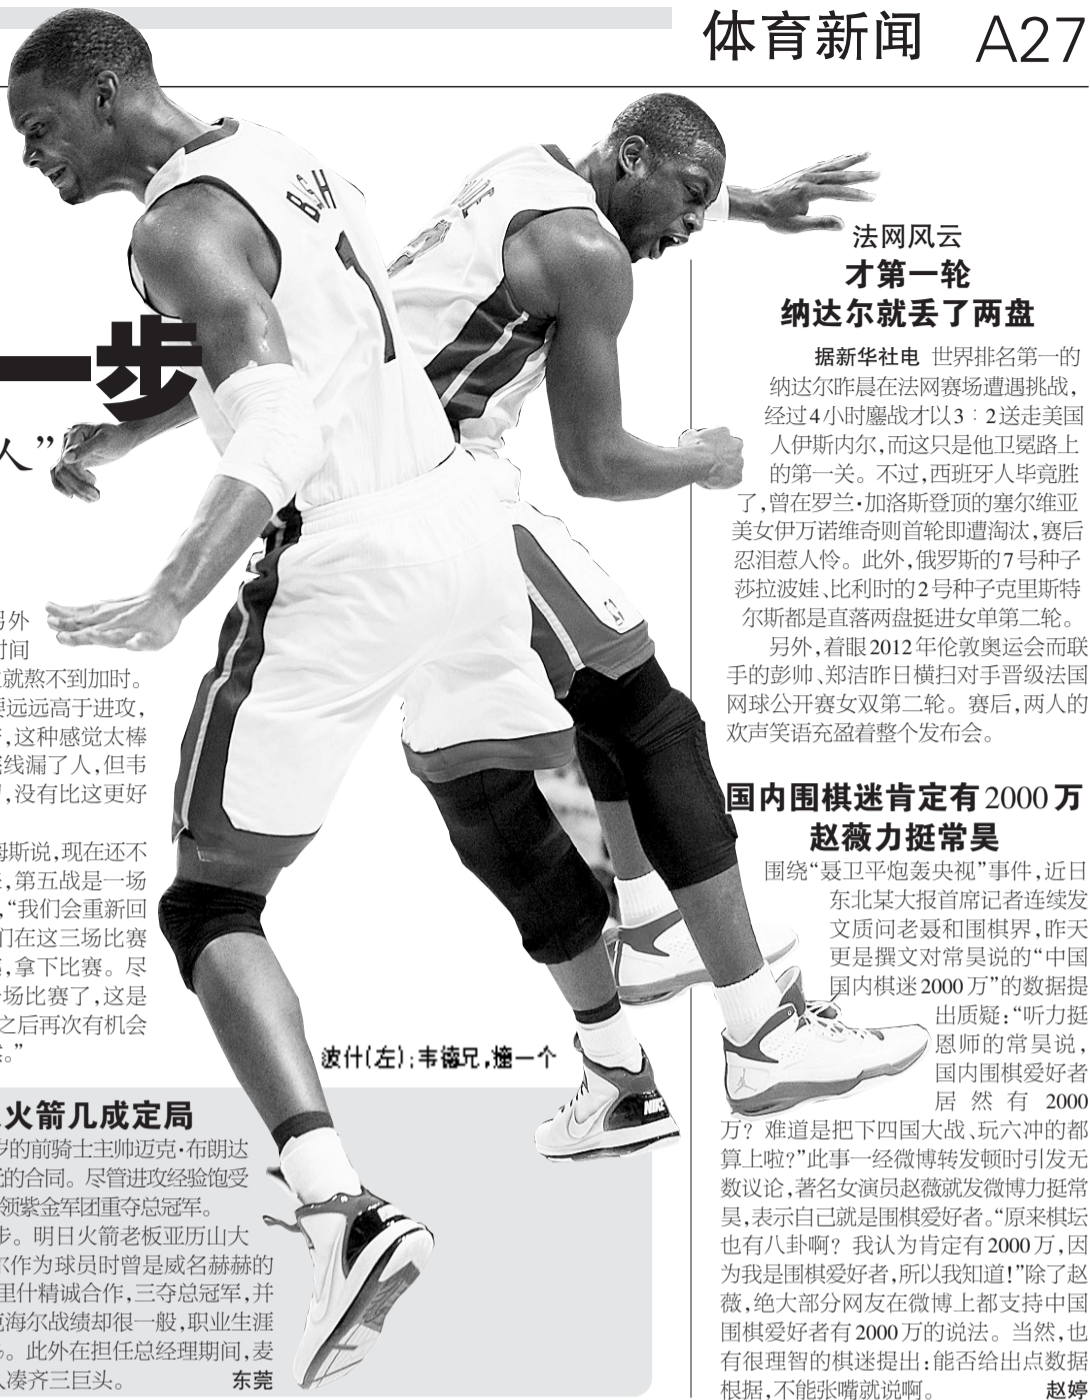 体育新闻 A27
BOSH
1
一步
人”
法网风云
才第一轮
纳达尔就丢了两盘
据新华社电 世界排名第一的
纳达尔昨晨在法网赛场遭遇挑战，
经过4小时鏖战才以3∶2送走美国
人伊斯内尔，而这只是他卫冕路上
的第一关。不过，西班牙人毕竟胜
了，曾在罗兰·加洛斯登顶的塞尔维亚
美女伊万诺维奇则首轮即遭淘汰，赛后
忍泪惹人怜。此外，俄罗斯的7号种子
莎拉波娃、比利时的2号种子克里斯特
尔斯都是直落两盘挺进女单第二轮。
另外，着眼2012年伦敦奥运会而联
手的彭帅、郑洁昨日横扫对手晋级法国
网球公开赛女双第二轮。赛后，两人的
欢声笑语充盈着整个发布会。
国内围棋迷肯定有2000万
赵薇力挺常昊
围绕“聂卫平炮轰央视”事件，近日
东北某大报首席记者连续发
文质问老聂和围棋界，昨天
更是撰文对常昊说的“中国
国内棋迷2000万”的数据提
出质疑：“听力挺
恩师的常昊说，
国内围棋爱好者
居然有2000
万？难道是把下四国大战、玩六冲的都
算上啦？”此事一经微博转发顿时引发无
数议论，著名女演员赵薇就发微博力挺常
昊，表示自己就是围棋爱好者。“原来棋坛
也有八卦啊？我认为肯定有2000万，因
为我是围棋爱好者，所以我知道！”除了赵
薇，绝大部分网友在微博上都支持中国
围棋爱好者有2000万的说法。当然，也
有很理智的棋迷提出：能否给出点数据
根据，不能张嘴就说啊。 赵婷
另外
时间
就熬不到加时。
要远远高于进攻，
，这种感觉太棒
线漏了人，但韦
，没有比这更好
姆斯说，现在还不
，第五战是一场
，“我们会重新回
们在这三场比赛
，拿下比赛。尽
场比赛了，这是
之后再次有机会
。”
波什（左）：韦德兄，撞一个
NIKE
火箭几成定局
岁的前骑士主帅迈克·布朗达
的合同。尽管进攻经验饱受
领紫金军团重夺总冠军。
步。明日火箭老板亚历山大
尔作为球员时曾是威名赫赫的
里什精诚合作，三夺总冠军，并
克海尔战绩却很一般，职业生涯
。此外在担任总经理期间，麦
人凑齐三巨头。 东莞